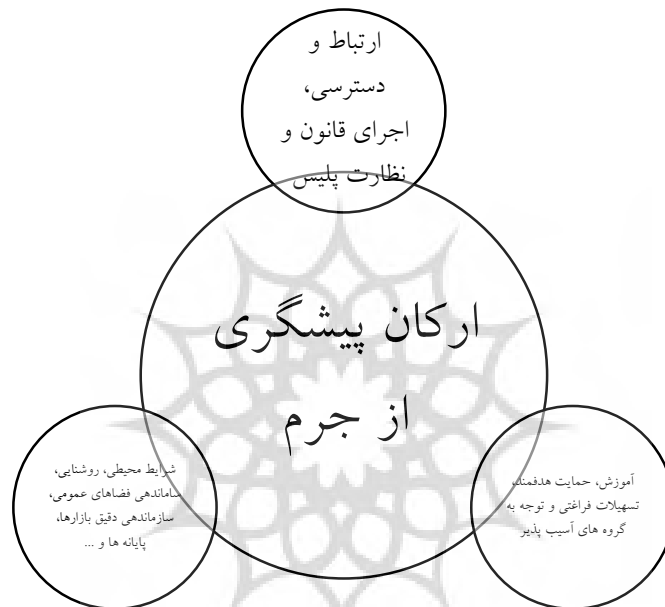 ارتباط و
دسترسی،
اجرای قانون و
نظارت پلیس
ارکان پیشگری
از جرم
شرایط محیطی، روشنایی،
ساماندهی فضاهای عمومی،
سازماندهی دقیق بازارها،
پایانه ها و ...
آموزش، حمایت هدفمند،
تسهیلات فراغتی و توجه به
گروه های آسیب پذیر